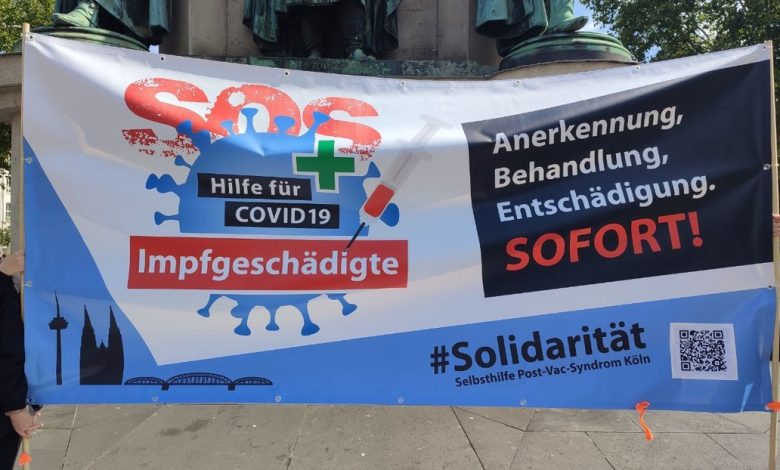 SOS
Hilfe für
COVID19
Impfgeschädigte
Anerkennung,
Behandlung,
Entschädigung.
SOFORT!
#Solidarität
Selbsthilfe Post-Vac-Syndrom Köln